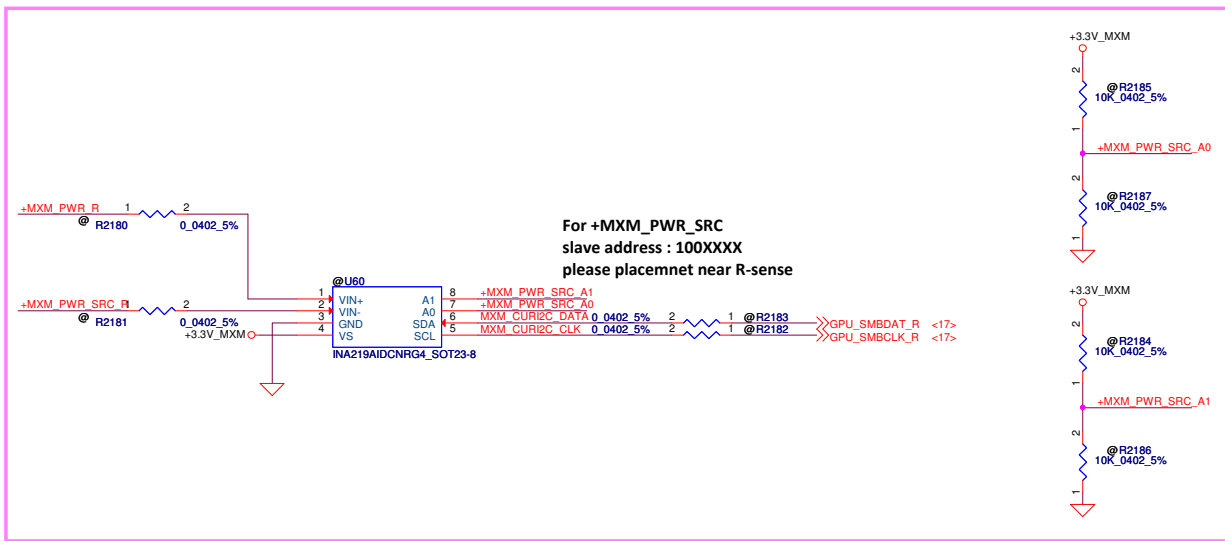 +3.3V_MXM
2
@R2185
10K_0402_5%
1
+MXM_PWR_SRC_A0
2
@R2187
10K_0402_5%
1
+MXM_PWR_R 1 2
@ R2180 0_0402_5%
For +MXM_PWR_SRC
slave address : 100XXXX
please placemnet near R-sense
@U60
+MXM_PWR_SRC_R 1 2
@ R2181 0_0402_5%
+3.3V_MXM
1 VIN+ A1 8 +MXM_PWR_SRC_A1
2 VIN- A0 7 +MXM_PWR_SRC_A0
3 GND SDA 6 MXM_CURI2C_DATA 0_0402_5% 2 1 @R2183 GPU_SMBDAT_R <17>
4 VS SCL 5 MXM_CURI2C_CLK 0_0402_5% 2 1 @R2182 GPU_SMBCLK_R <17>
INA219AIDCNRG4_SOT23-8
+3.3V_MXM
2
@R2184
10K_0402_5%
1
+MXM_PWR_SRC_A1
2
@R2186
10K_0402_5%
1